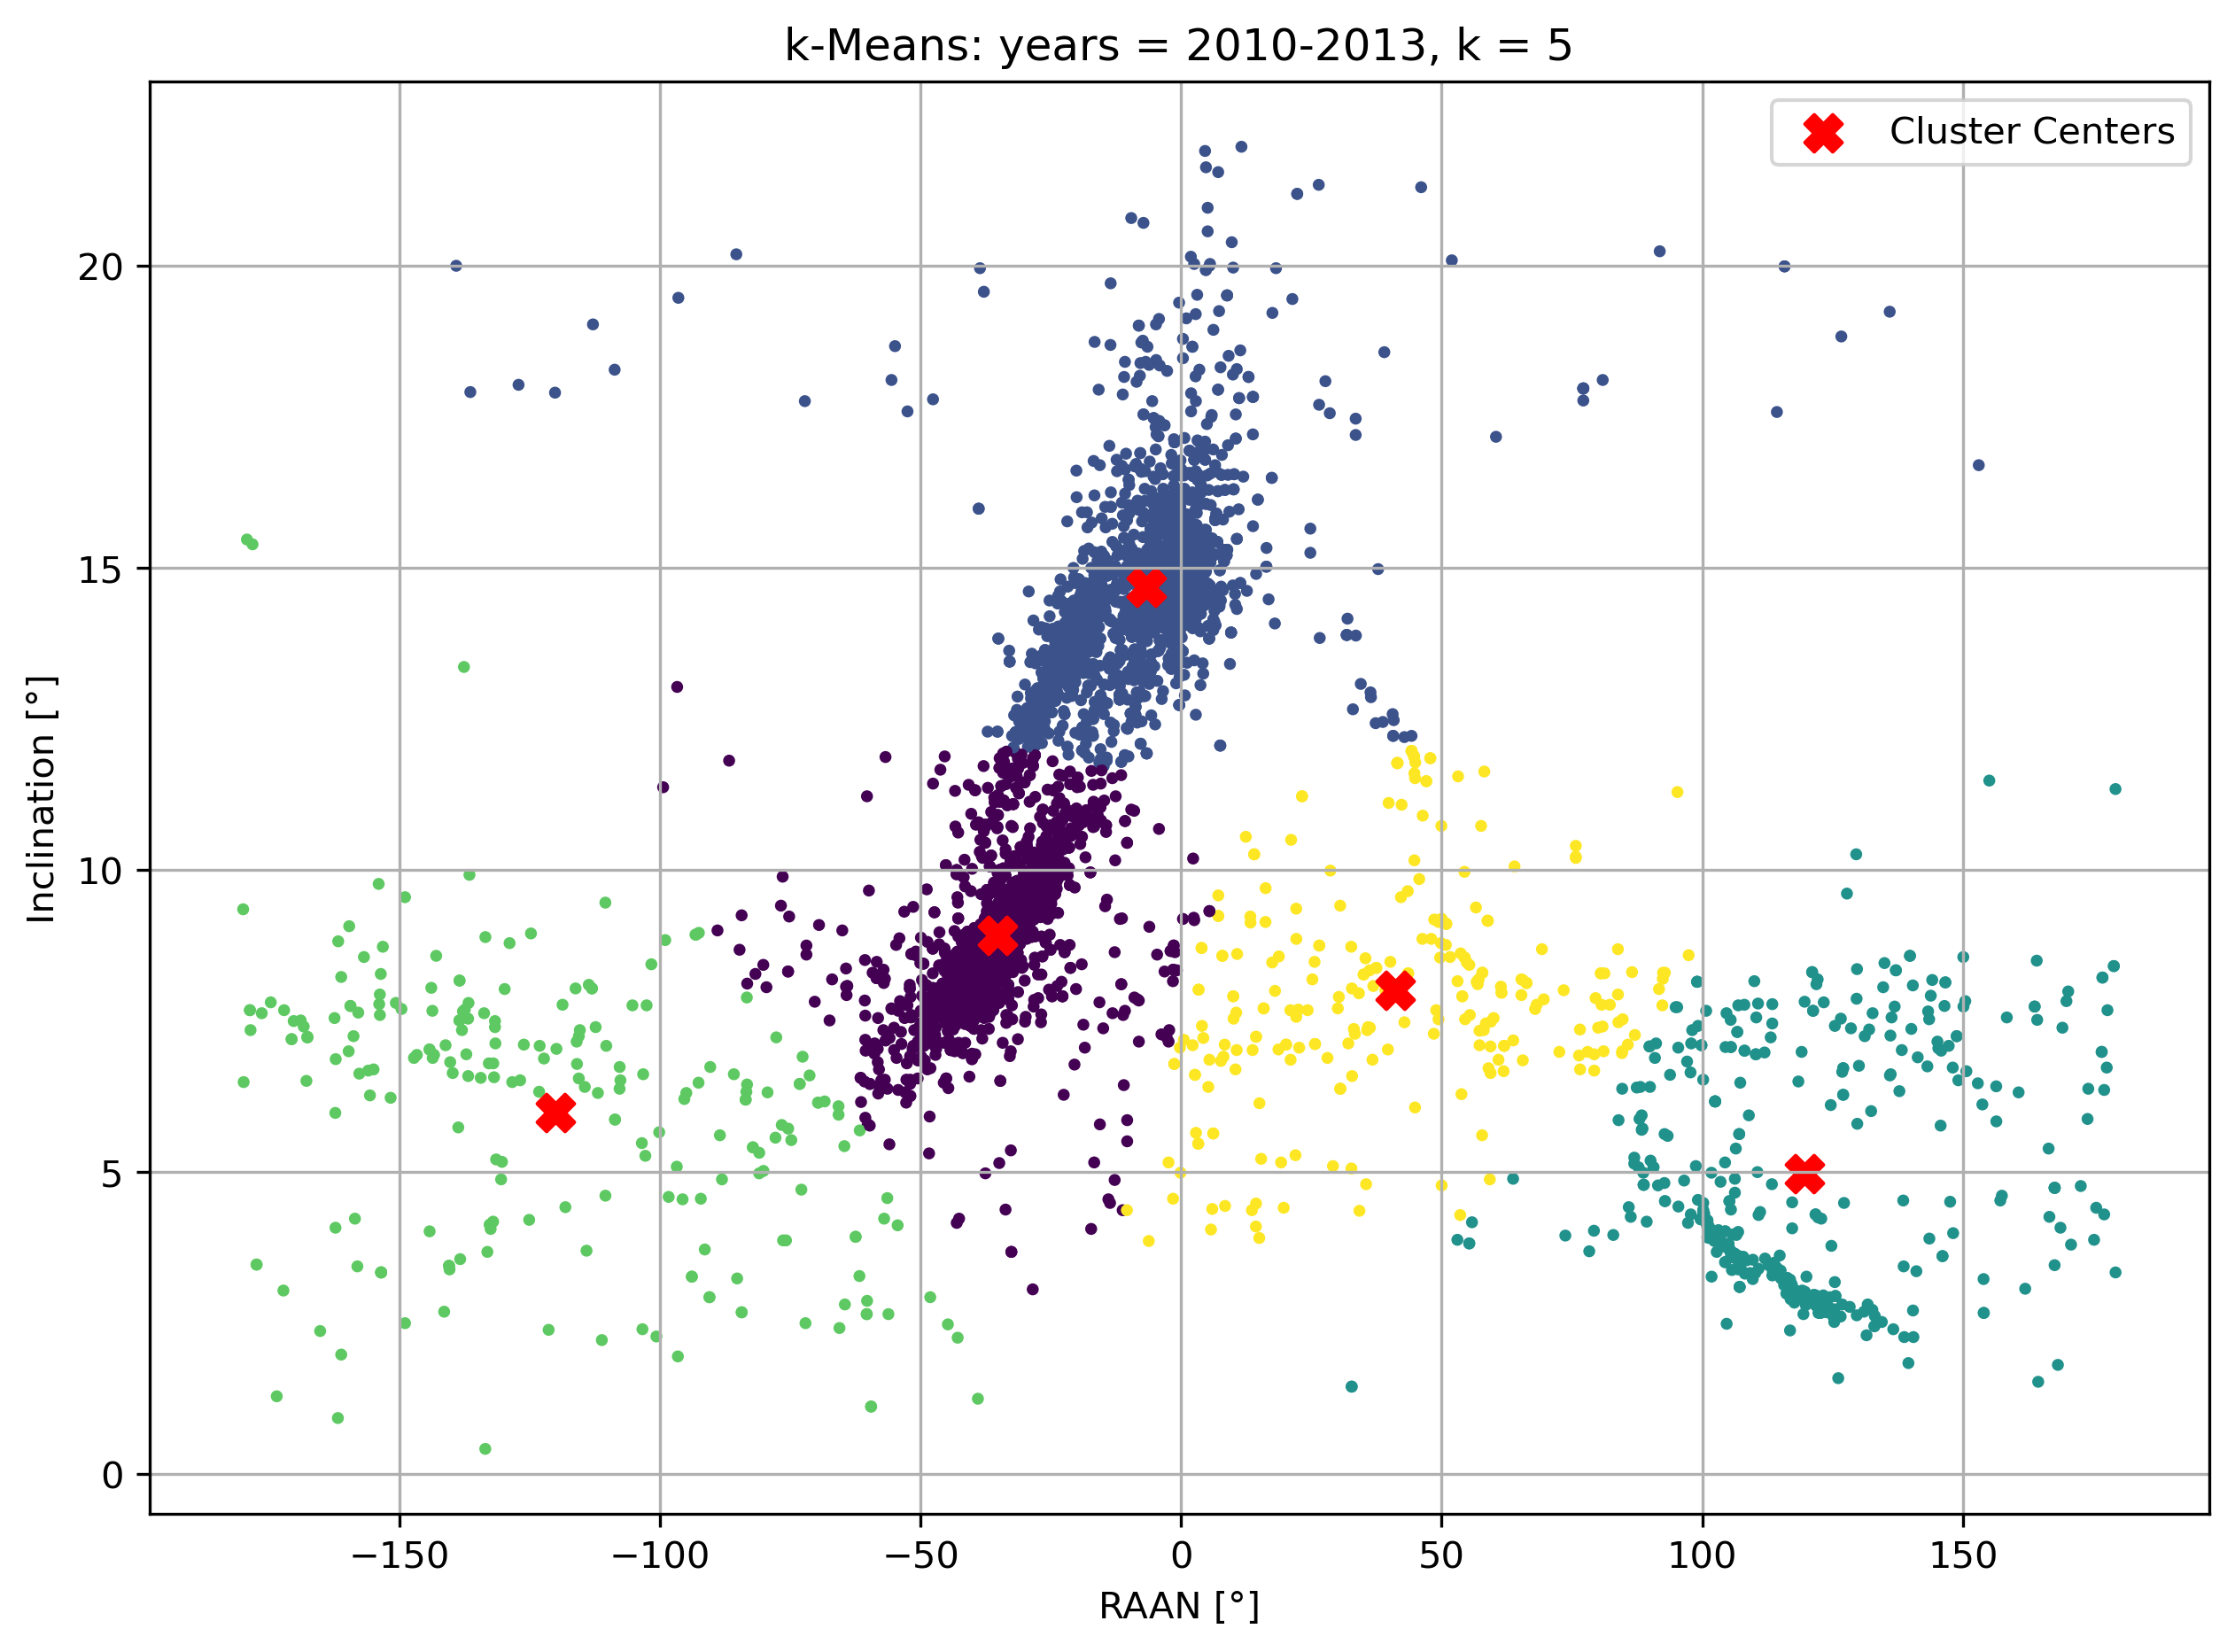 k-Means: years = 2010-2013, k = 5
Cluster Centers
Inclination [°]
20
15
10
5
0
−150 −100 −50 0 50 100 150
RAAN [°]